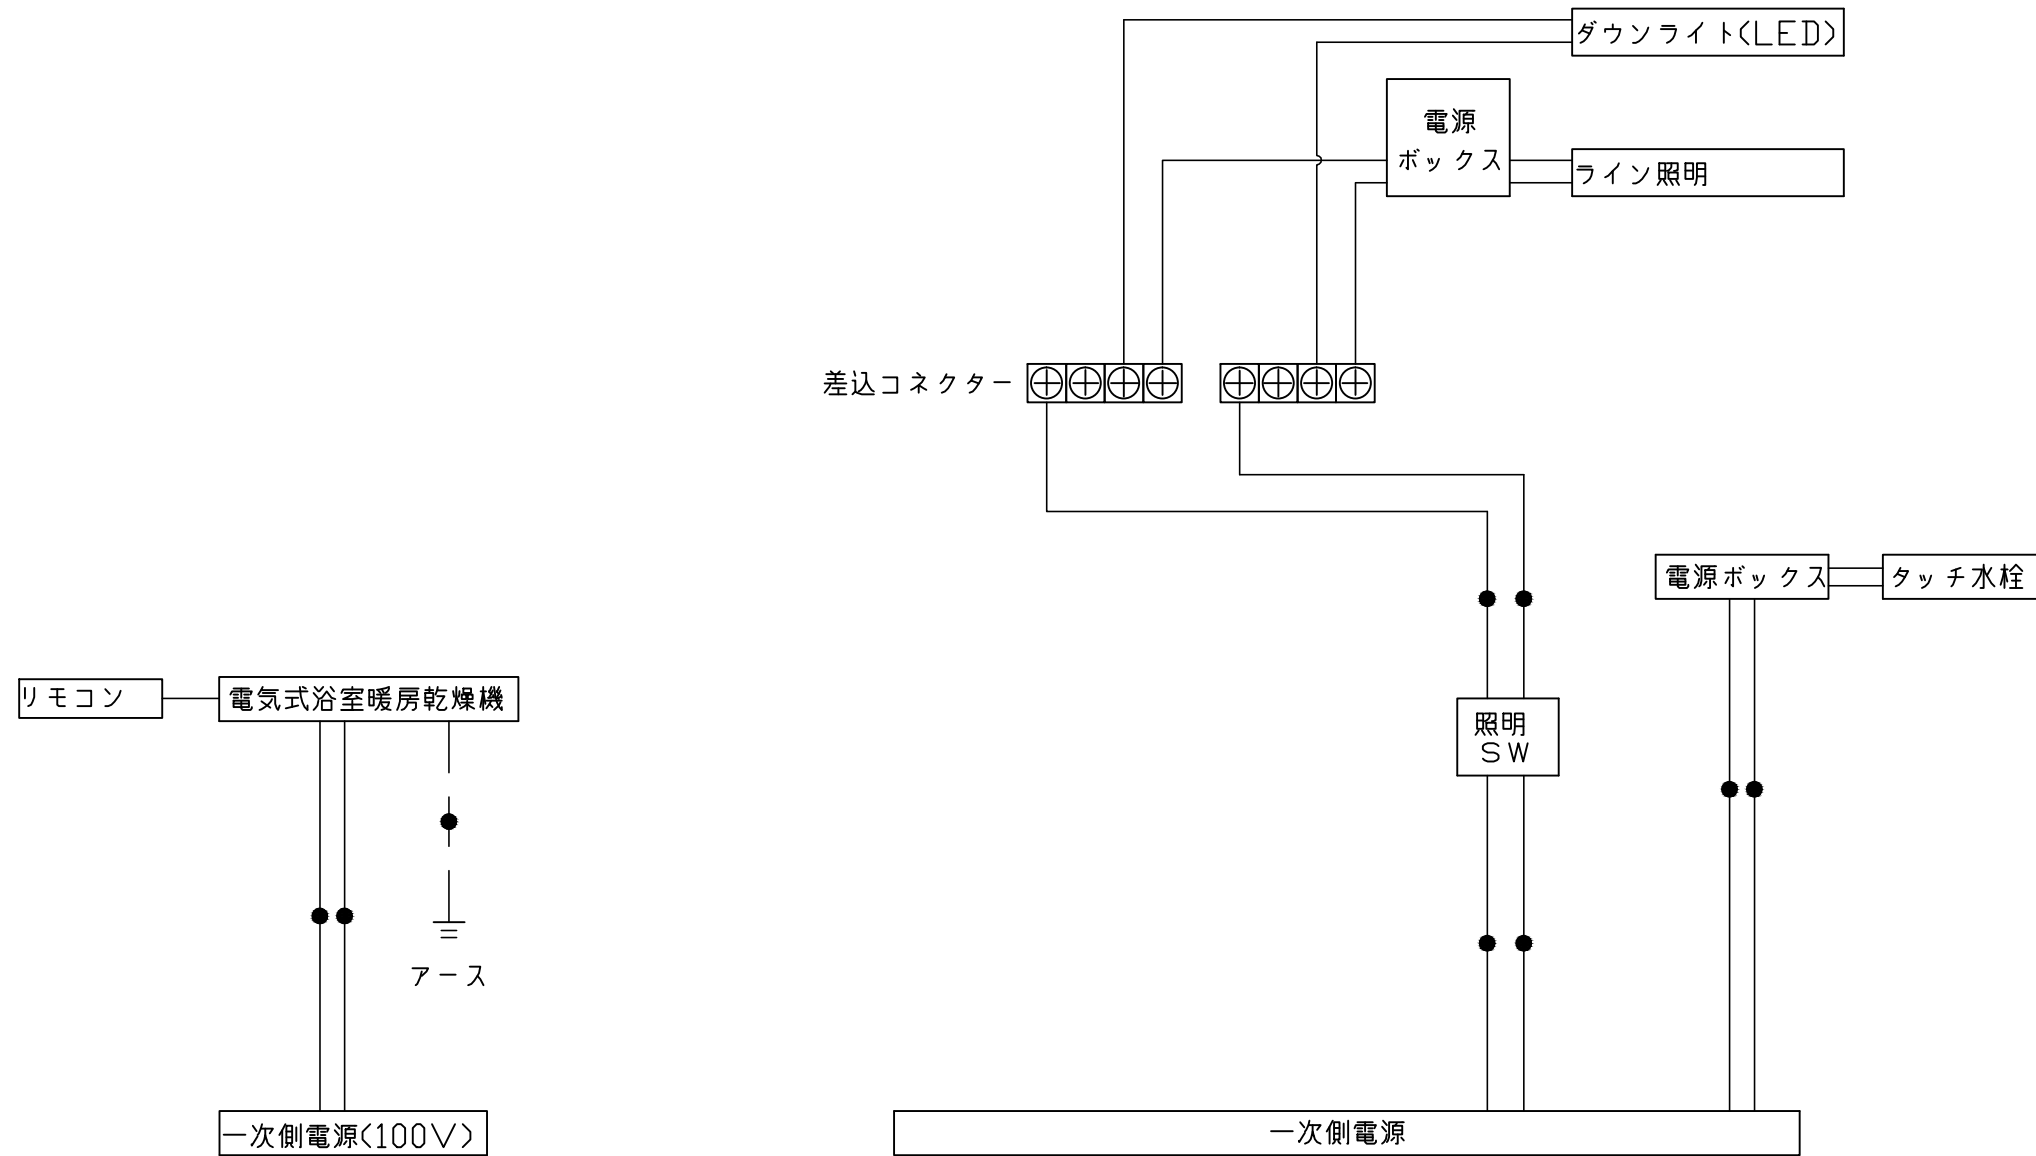 ダウンライト(LED)
電源
ボックス
ライン照明
差込コネクター
電源ボックス
タッチ水栓
リモコン
電気式浴室暖房乾燥機
照明
SW
アース
一次側電源(100V)
一次側電源